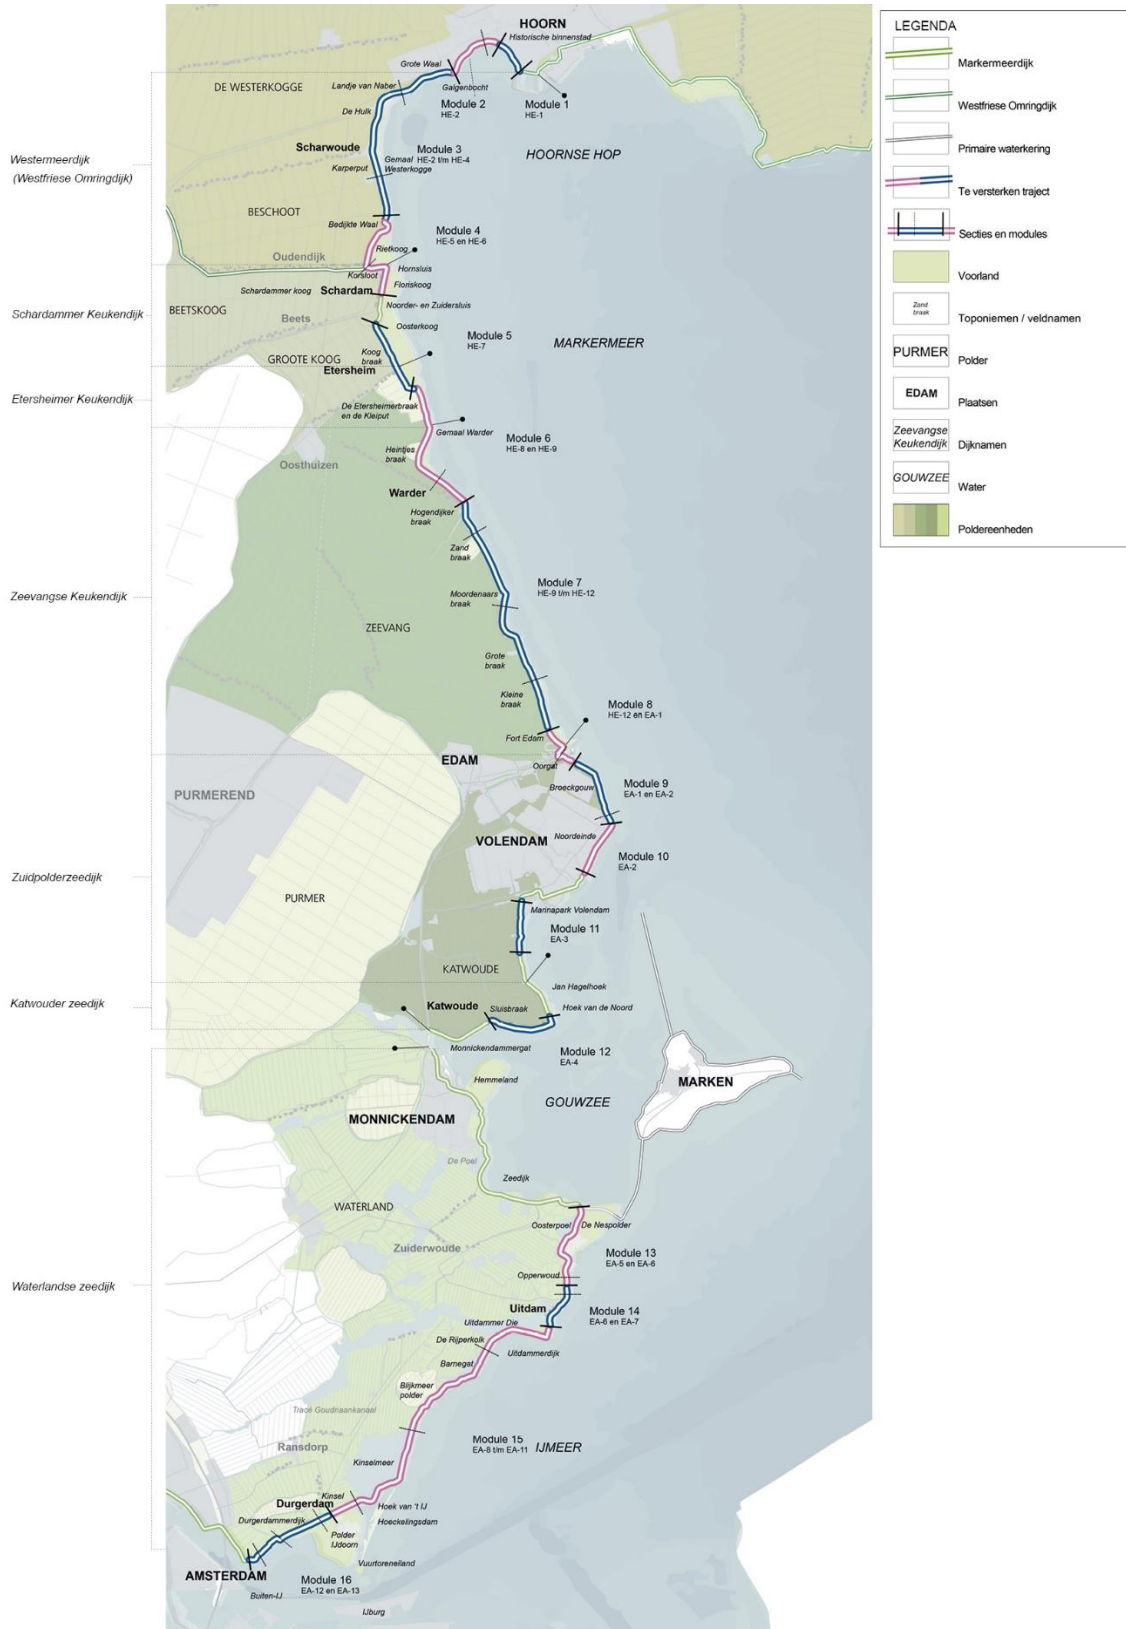 HOORN
Historische binnenstad
Grote Waal
DE WESTERKOGGE
Landje van Naber
Galgenbocht
Module 2
HE-2
Module 1
HE-1
De Hulk
Scharwoude
Module 3
HE-2 t/m HE-4
HOORNSE HOP
Westermeerdijk
(Westfriese Omringdijk)
Karperput
Gemaal
Westerkogge
BESCHOOT
Bedijkte Waal
Module 4
HE-5 en HE-6
Oudendijk
Rietkoog
Hornsluis
Korsloot
Floriskoog
Schardammer koog
Schardam
Noorder- en Zuidersluis
BEETSKOOG
Schardammer Keukendijk
Beets
Oosterkoog
Module 5
HE-7
MARKERMEER
GROOTE KOOG
Koog
braak
Etersheim
Etersheimer Keukendijk
De Etersheimerbraak
en de Kleiput
Gemaal Warder
Module 6
HE-8 en HE-9
Heintjes
braak
Oosthuizen
Warder
Hogendijker
braak
Zand
braak
Module 7
HE-9 t/m HE-12
Zeevangse Keukendijk
Moordenaars
braak
ZEEVANG
Grote
braak
Kleine
braak
Module 8
HE-12 en EA-1
Fort Edam
EDAM
Oorgat
Broeckgouw
Module 9
EA-1 en EA-2
PURMEREND
VOLENDAM
Noordeinde
Module 10
EA-2
Zuidpolderzeedijk
PURMER
Marinapark Volendam
Module 11
EA-3
KATWOUDE
Jan Hagelhoek
Katwouder zeedijk
Katwoude
Sluisbraak
Hoek van de Noord
Monnickendammergat
Module 12
EA-4
Hemmeland
MARKEN
GOUWZEE
MONNICKENDAM
De Poel
Zeedijk
WATERLAND
Oosterpoel
De Nespolder
Zuiderwoude
Module 13
EA-5 en EA-6
Opperwoud
Waterlandse zeedijk
Uitdam
Module 14
EA-6 en EA-7
Uitdammer Die
De Rijperkolk
Uitdammerdijk
Barnegat
Blijkmeer
polder
Tracé Goudriaankanaal
Module 15
EA-8 t/m EA-11
IJMEER
Ransdorp
Kinselmeer
Kinsel
Durgerdam
Hoek van 't IJ
Durgerdammerdijk
Hoeckelingsdam
Polder
IJdoorn
Vuurtoreneiland
AMSTERDAM
Module 16
EA-12 en EA-13
Buiten-IJ
IJburg
LEGENDA
Markermeerdijk
Westfriese Omringdijk
Primaire waterkering
Te versterken traject
Secties en modules
Voorland
Zand
braak
Toponiemen / veldnamen
PURMER
Polder
EDAM
Plaatsen
Zeevangse
Keukendijk
Dijknamen
GOUWZEE
Water
Poldereenheden